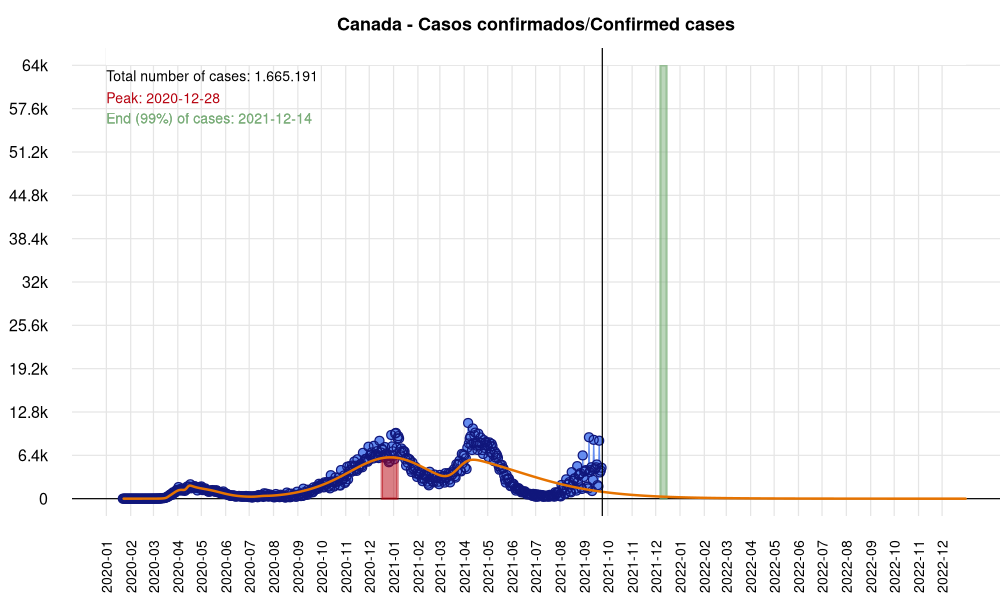 Canada - Casos confirmados/Confirmed cases
64k
57.6k
51.2k
44.8k
38.4k
32k
25.6k
19.2k
12.8k
6.4k
0
Total number of cases: 1.665.191
Peak: 2020-12-28
End (99%) of cases: 2021-12-14
2020-01
2020-02
2020-03
2020-04
2020-05
2020-06
2020-07
2020-08
2020-09
2020-10
2020-11
2020-12
2021-01
2021-02
2021-03
2021-04
2021-05
2021-06
2021-07
2021-08
2021-09
2021-10
2021-11
2021-12
2022-01
2022-02
2022-03
2022-04
2022-05
2022-06
2022-07
2022-08
2022-09
2022-10
2022-11
2022-12